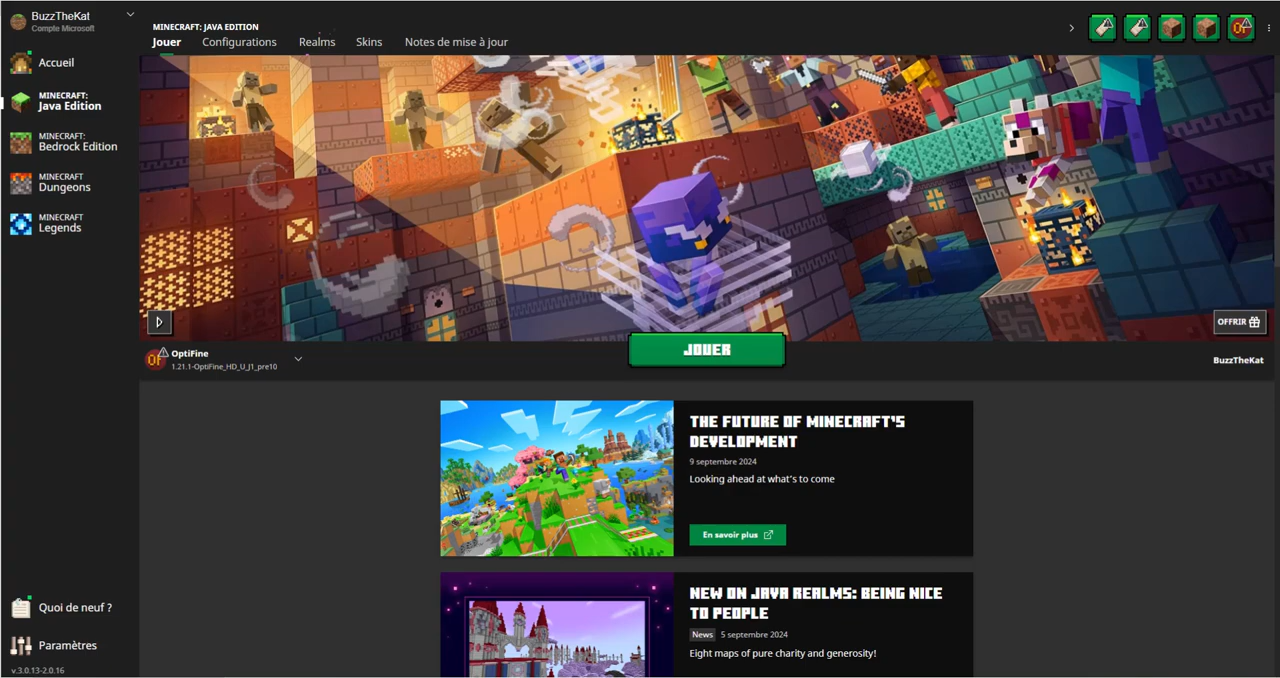 BuzzTheKat
Compte Microsoft
Accueil
MINECRAFT:
Java Edition
MINECRAFT:
Bedrock Edition
MINECRAFT
Dungeons
MINECRAFT
Legends
Quoi de neuf ?
Paramètres
v.3.0.13-2.0.16
MINECRAFT: JAVA EDITION
Jouer Configurations Realms Skins Notes de mise à jour
OF
OFFRIR
OF
OptiFine
1.21.1-OptiFine_HD_U_J1_pre10
JOUER
BuzzTheKat
THE FUTURE OF MINECRAFT'S
DEVELOPMENT
9 septembre 2024
Looking ahead at what's to come
En savoir plus
NEW ON JAVA REALMS: BEING NICE
TO PEOPLE
News 5 septembre 2024
Eight maps of pure charity and generosity!